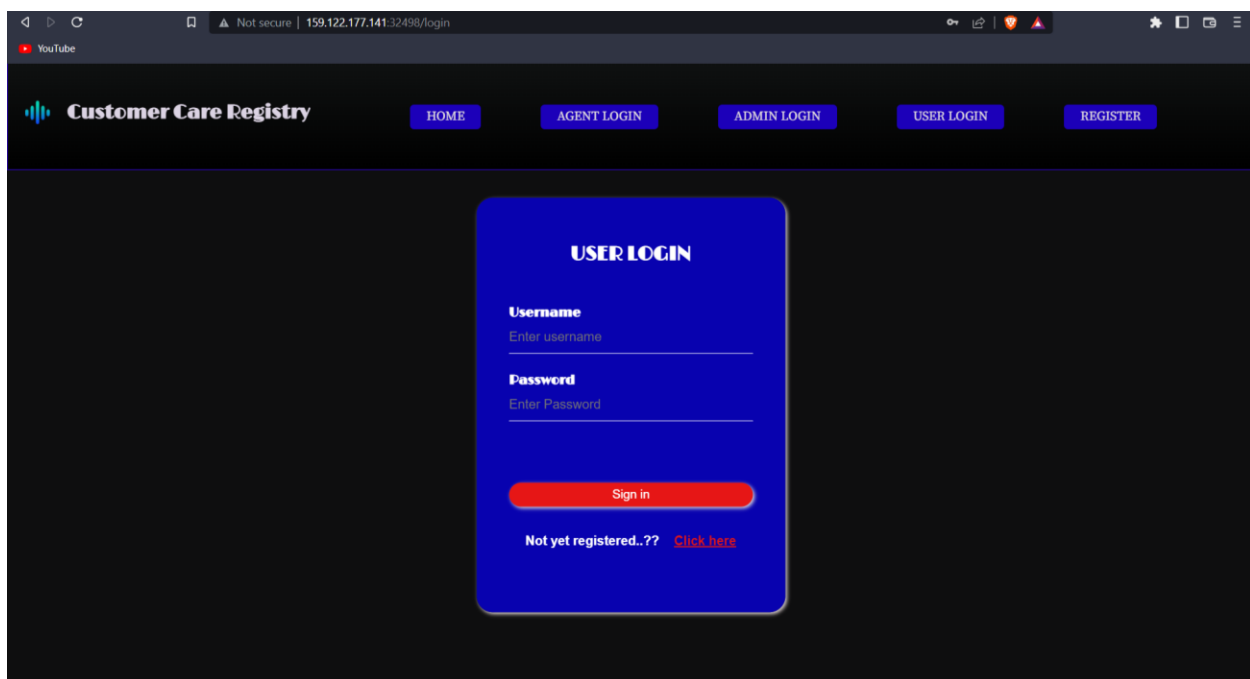 Not secure | 159.122.177.141:32498/login
YouTube
Customer Care Registry
HOME
AGENT LOGIN
ADMIN LOGIN
USER LOGIN
REGISTER
USER LOGIN
Username
Enter username
Password
Enter Password
Sign in
Not yet registered..?? Click here